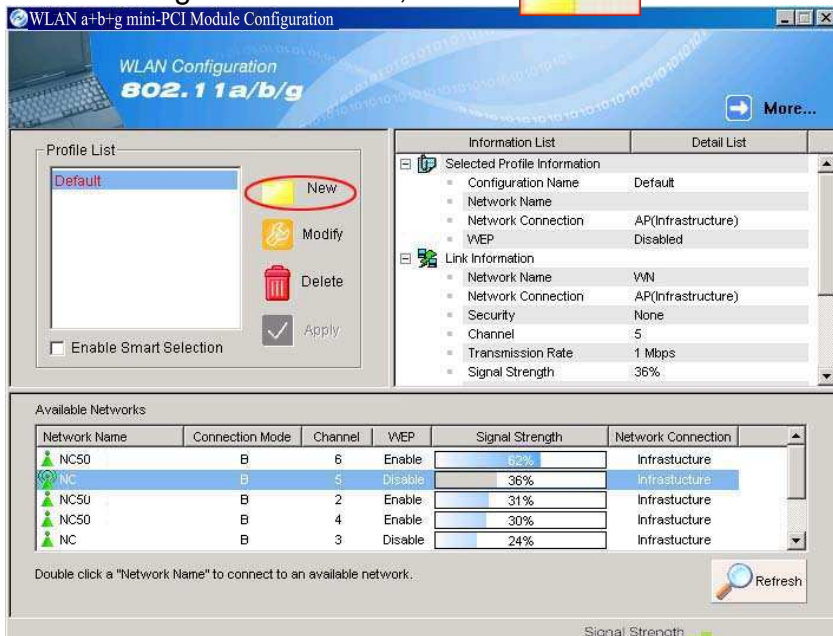 WLAN a+b+g mini-PCI Module Configuration
WLAN Configuration
802.11a/b/g
More...
Profile List
Default
New
Modify
Delete
Apply
Enable Smart Selection
Information List Detail List
Selected Profile Information
Configuration Name Default
Network Name
Network Connection AP(Infrastructure)
WEP Disabled
Link Information
Network Name WN
Network Connection AP(Infrastructure)
Security None
Channel 5
Transmission Rate 1 Mbps
Signal Strength 36%
Available Networks
Network Name Connection Mode Channel WEP Signal Strength Network Connection
NC50 B 6 Enable 62% Infrastucture
NC B 5 Disable 36% Infrastucture
NC50 B 2 Enable 31% Infrastucture
NC50 B 4 Enable 30% Infrastucture
NC B 3 Disable 24% Infrastucture
Double click a "Network Name" to connect to an available network.
Refresh
Signal Strength